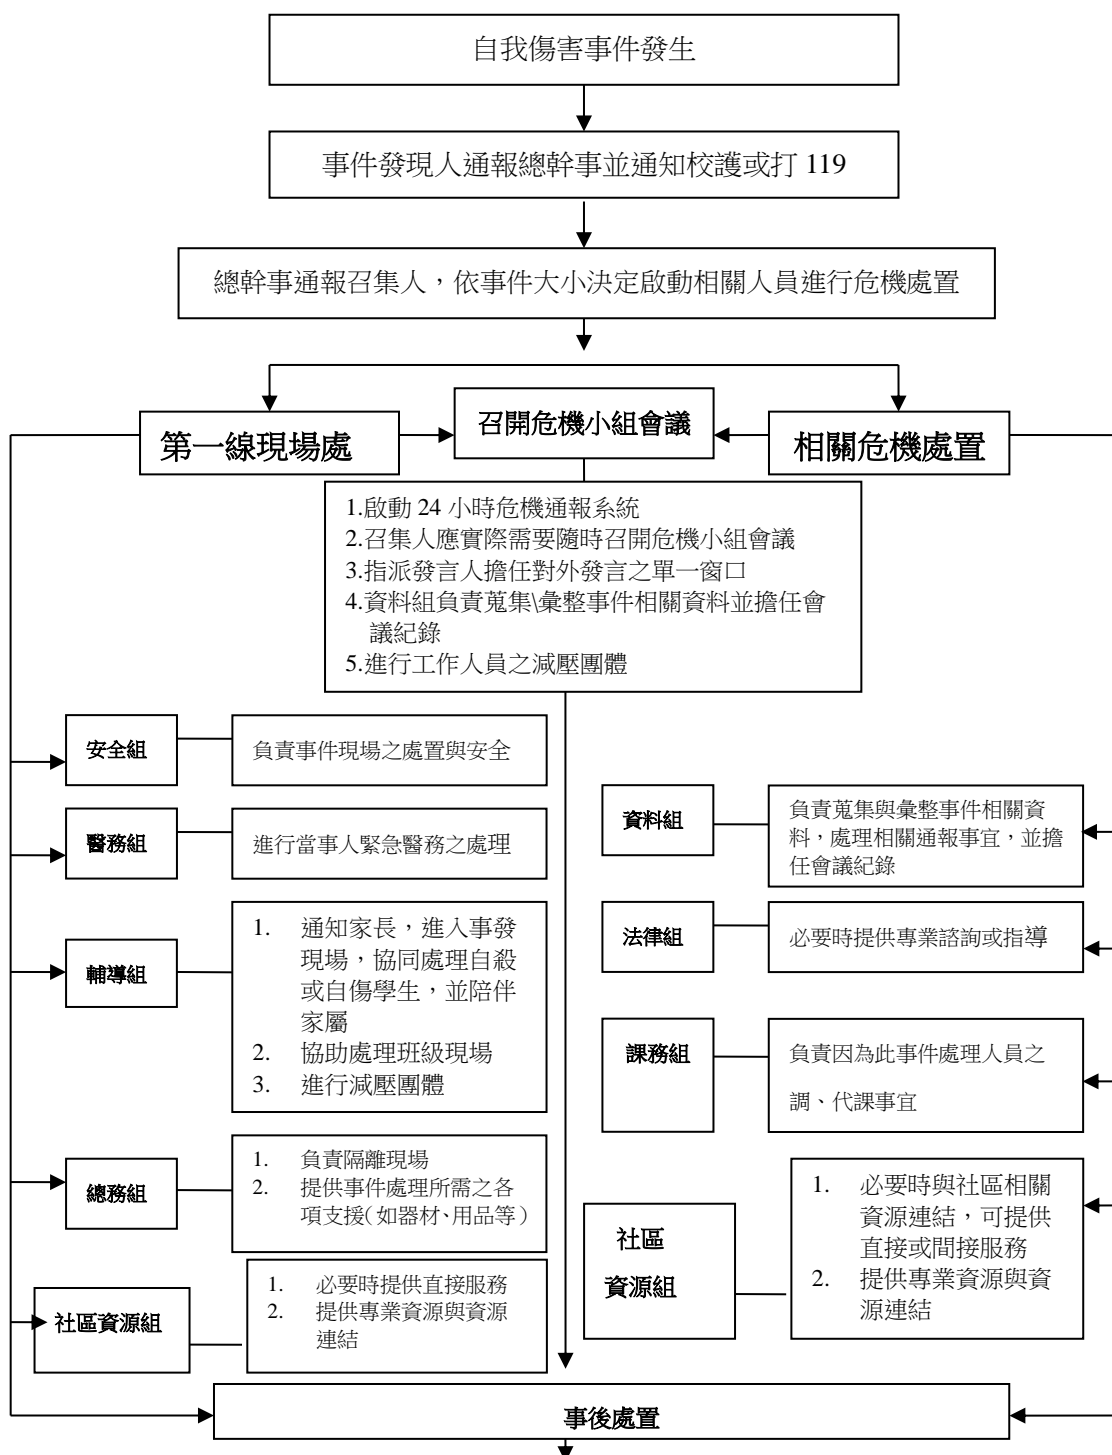 自我傷害事件發生
事件發現人通報總幹事並通知校護或打 119
總幹事通報召集人，依事件大小決定啟動相關人員進行危機處置
第一線現場處
召開危機小組會議
相關危機處置
1.啟動 24 小時危機通報系統
2.召集人應實際需要隨時召開危機小組會議
3.指派發言人擔任對外發言之單一窗口
4.資料組負責蒐集\彙整事件相關資料並擔任會
議紀錄
5.進行工作人員之減壓團體
安全組
負責事件現場之處置與安全
醫務組
進行當事人緊急醫務之處理
輔導組
1. 通知家長，進入事發
現場，協同處理自殺
或自傷學生，並陪伴
家屬
2. 協助處理班級現場
3. 進行減壓團體
總務組
1. 負責隔離現場
2. 提供事件處理所需之各
項支援（如器材、用品等）
社區資源組
1. 必要時提供直接服務
2. 提供專業資源與資源
連結
資料組
負責蒐集與彙整事件相關資
料，處理相關通報事宜，並擔
任會議紀錄
法律組
必要時提供專業諮詢或指導
課務組
負責因為此事件處理人員之
調、代課事宜
社區
資源組
1. 必要時與社區相關
資源連結，可提供
直接或間接服務
2. 提供專業資源與資
源連結
事後處置